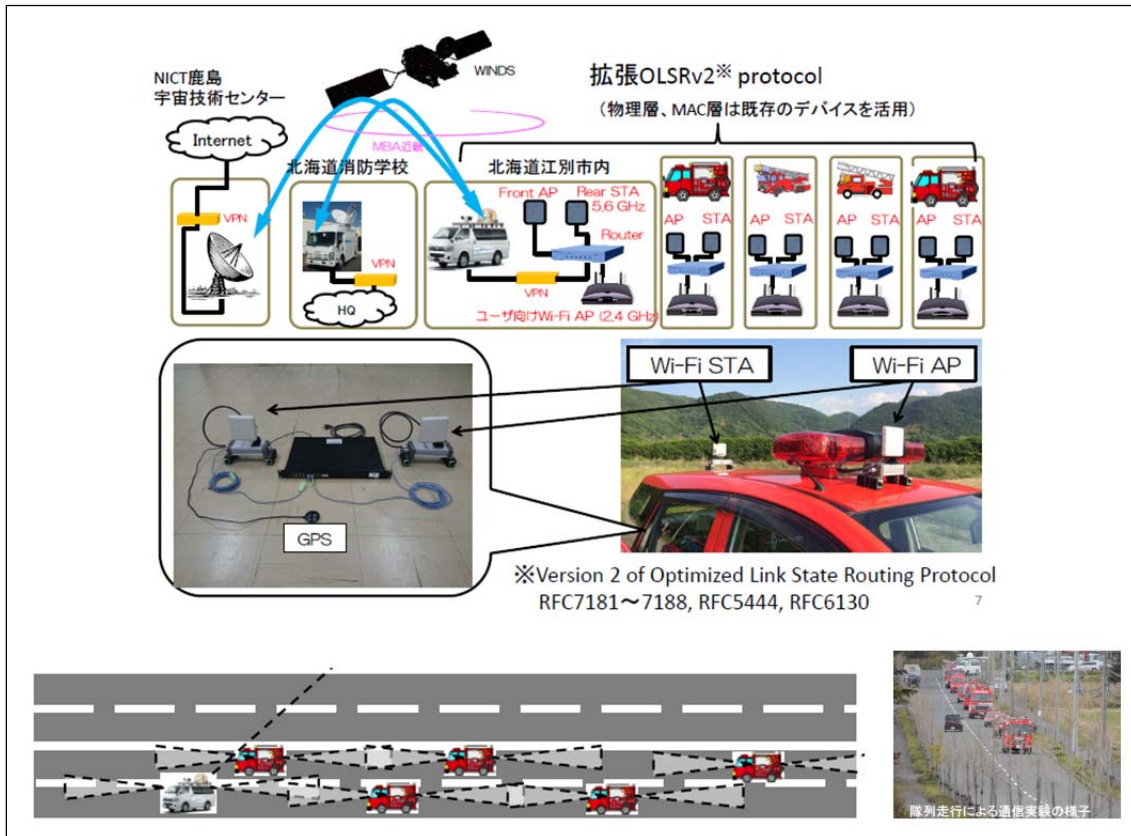 NICT鹿島
宇宙技術センター
WINDS
拡張OLSRv2※ protocol
(物理層、MAC層は既存のデバイスを活用)
Internet
MBA近畿
北海道消防学校
北海道江別市内
VPN
VPN
HQ
Front AP
Rear STA
5,6 GHz
Router
VPN
ユーザ向けWi-Fi AP (2,4 GHz)
AP STA
AP STA
AP STA
AP STA
Wi-Fi STA
Wi-Fi AP
GPS
※Version 2 of Optimized Link State Routing Protocol
RFC7181～7188, RFC5444, RFC6130
7
隊列走行による通信実験の様子